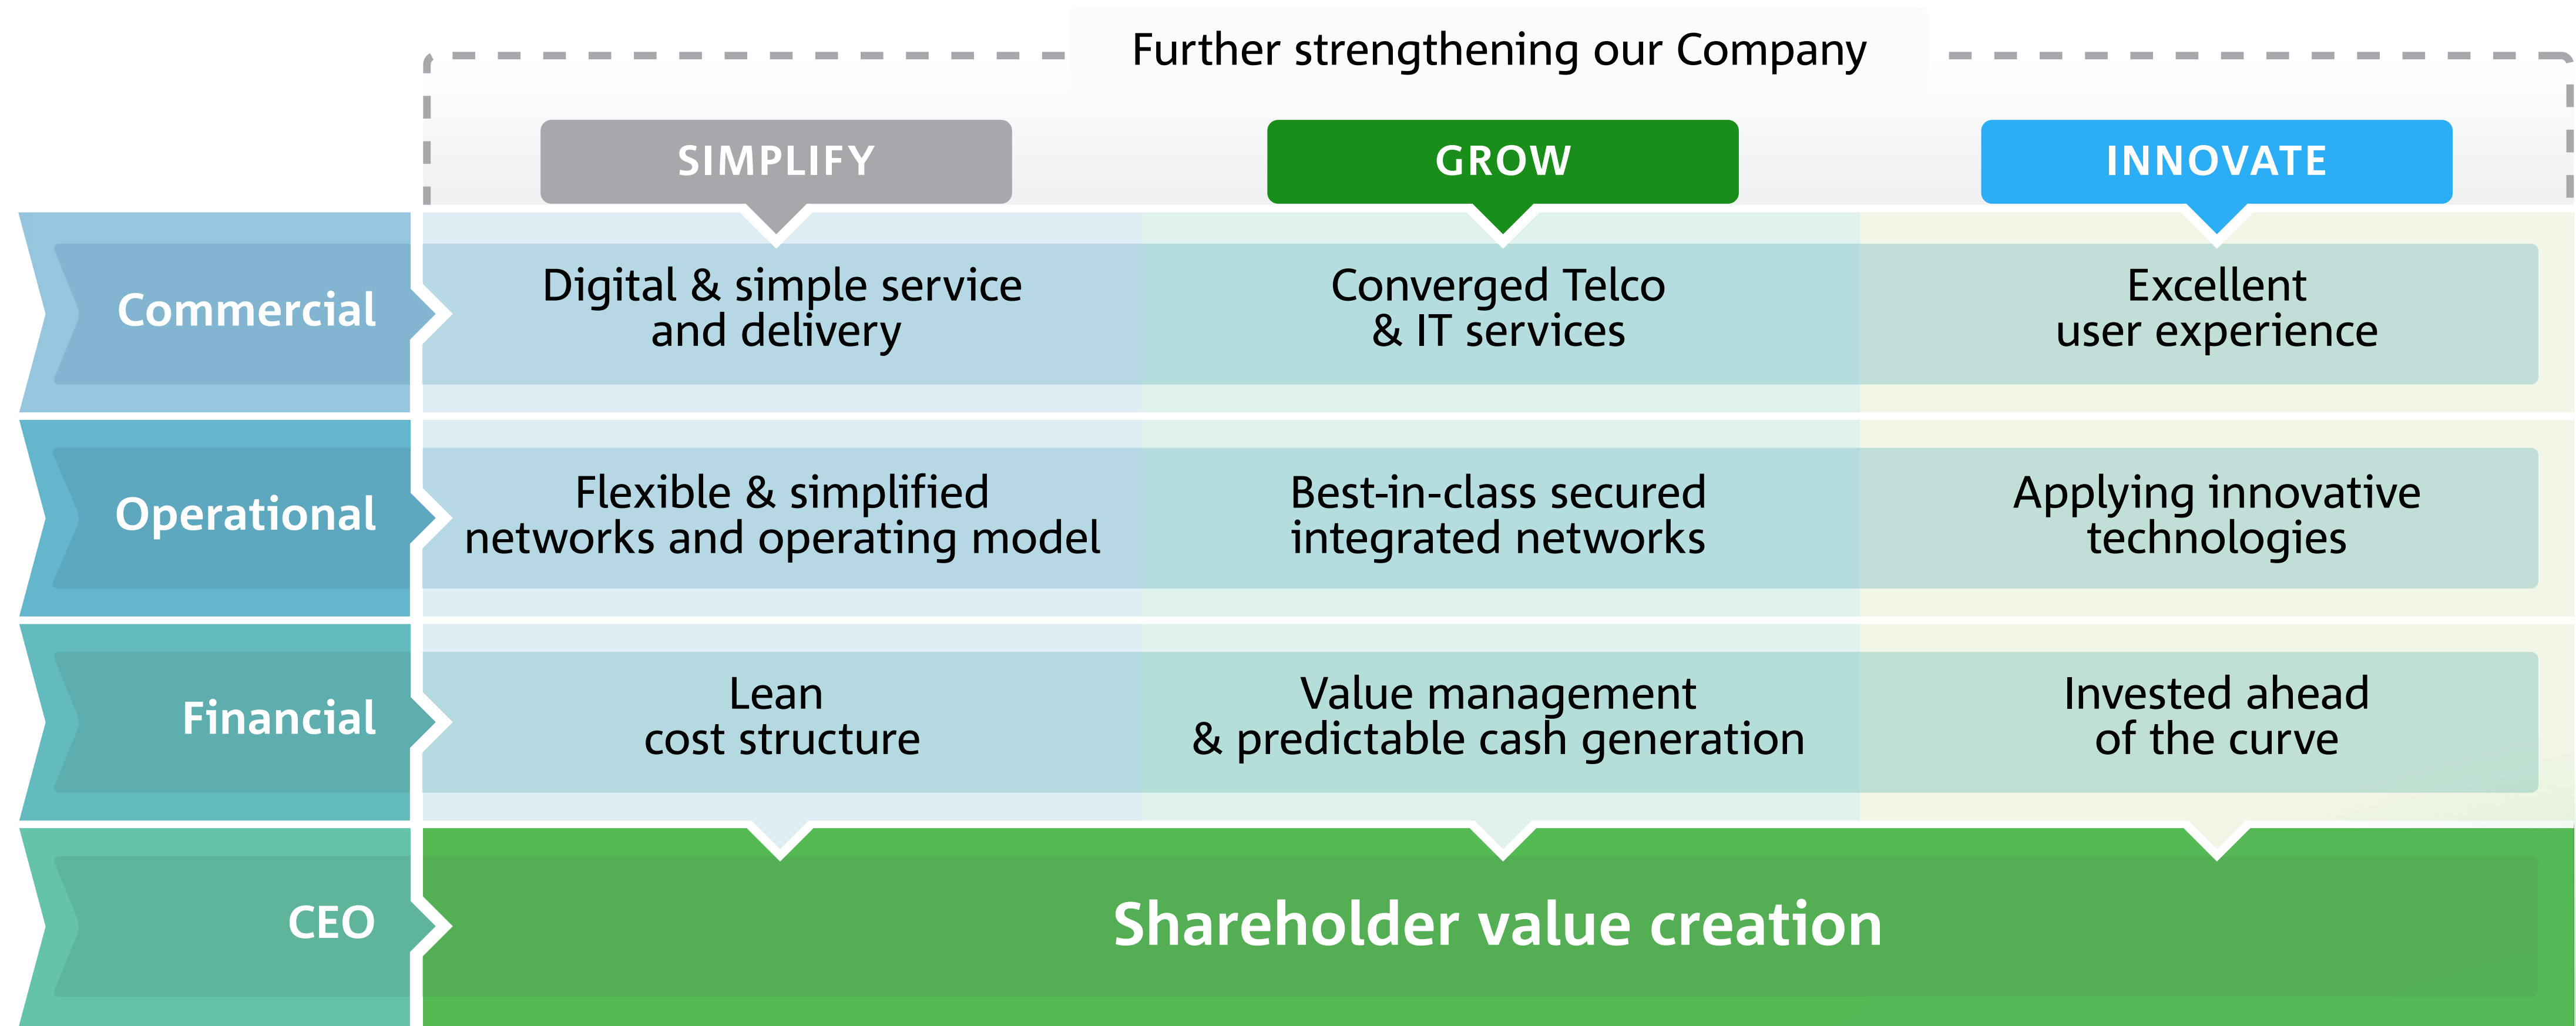 Further strengthening our Company
SIMPLIFY
GROW
INNOVATE
Commercial
Digital & simple service
and delivery
Converged Telco
& IT services
Excellent
user experience
Operational
Flexible & simplified
networks and operating model
Best-in-class secured
integrated networks
Applying innovative
technologies
Financial
Lean
cost structure
Value management
& predictable cash generation
Invested ahead
of the curve
CEO
Shareholder value creation